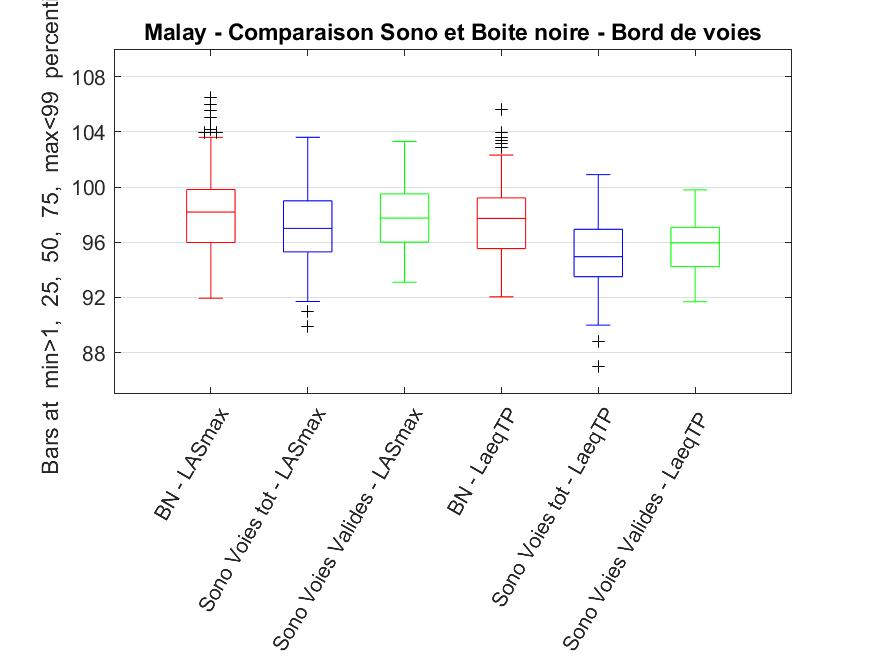 Malay - Comparaison Sono et Boite noire - Bord de voies
Bars at min>1, 25, 50, 75, max<99 percenti
108
104
100
96
92
88
BN - LASmax
Sono Voies tot - LASmax
Sono Voies Valides - LASmax
BN - LaeqTP
Sono Voies tot - LaeqTP
Sono Voies Valides - LaeqTP